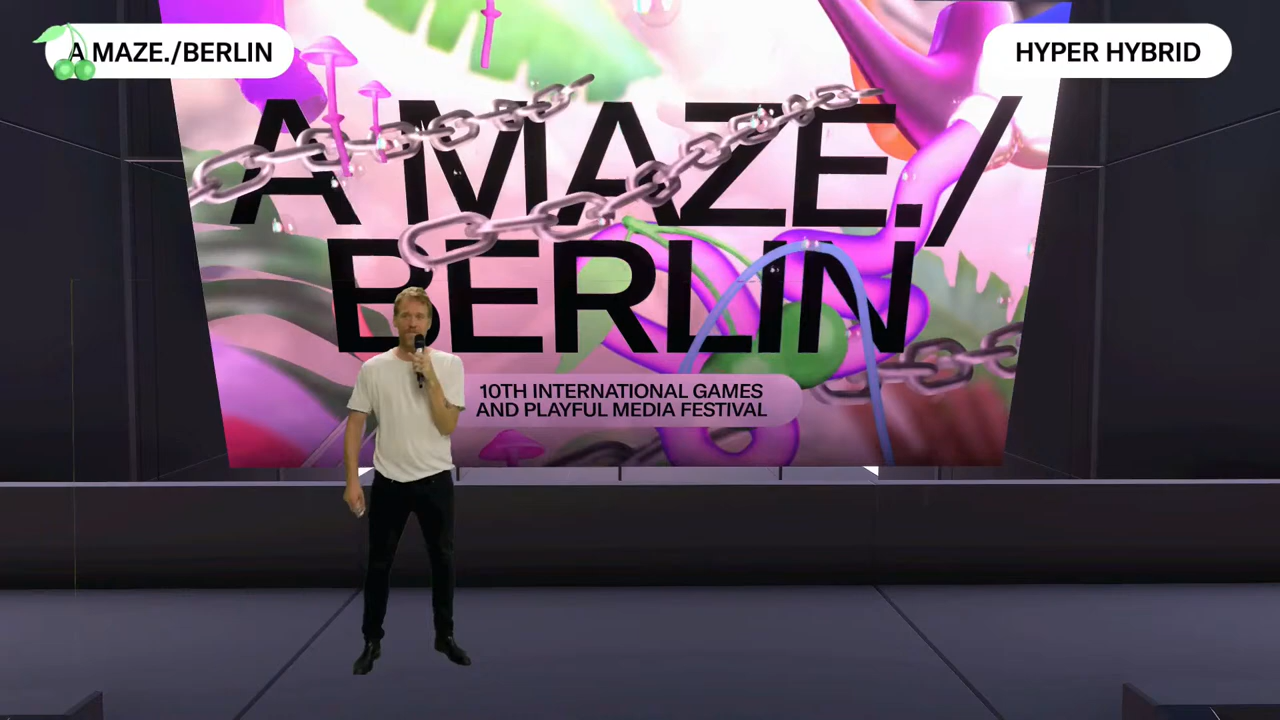 A MAZE./BERLIN
HYPER HYBRID
A MAZE./
BERLIN
10TH INTERNATIONAL GAMES
AND PLAYFUL MEDIA FESTIVAL